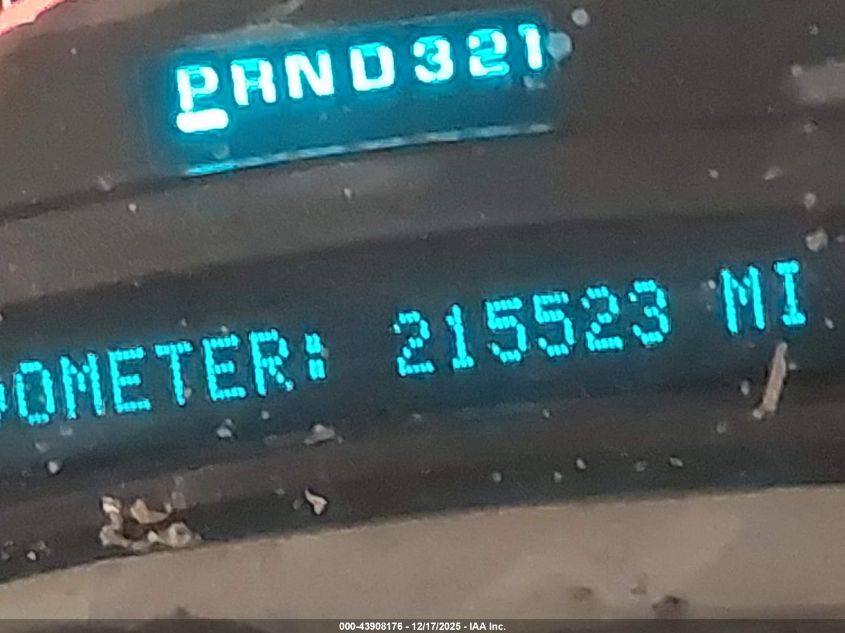 PRND321
ODOMETER: 215523 MI
000-43908176 - 12/17/2025 - IAA Inc.